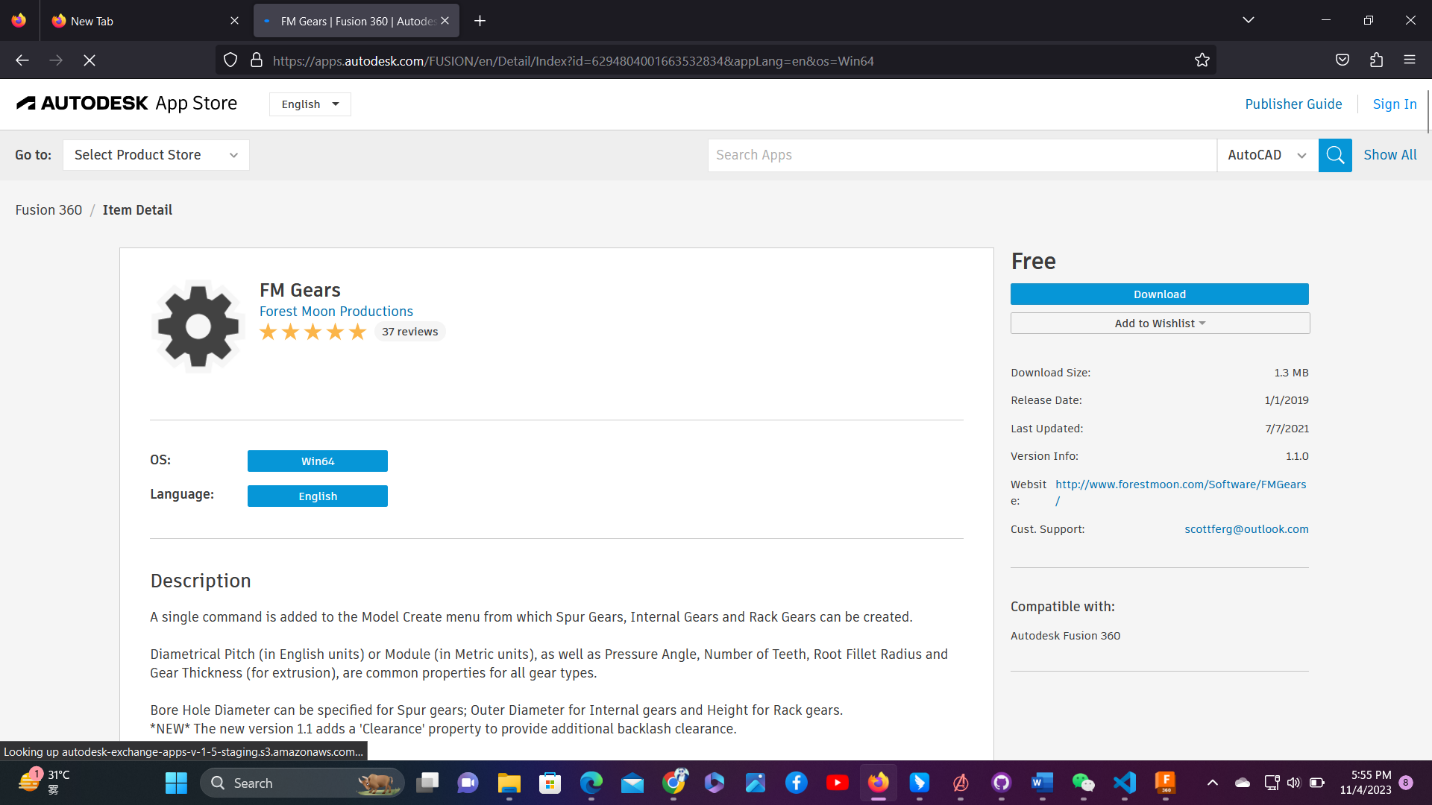 New Tab
FM Gears | Fusion 360 | Autodes
https://apps.autodesk.com/FUSION/en/Detail/Index?id=6294804001663532834&appLang=en&os=Win64
AUTODESK App Store
English
Publisher Guide
Sign In
Go to:
Select Product Store
Search Apps
AutoCAD
Show All
Fusion 360 / Item Detail
FM Gears
Forest Moon Productions
37 reviews
OS:
Win64
Language:
English
Description
A single command is added to the Model Create menu from which Spur Gears, Internal Gears and Rack Gears can be created.
Diametrical Pitch (in English units) or Module (in Metric units), as well as Pressure Angle, Number of Teeth, Root Fillet Radius and
Gear Thickness (for extrusion), are common properties for all gear types.
Bore Hole Diameter can be specified for Spur gears; Outer Diameter for Internal gears and Height for Rack gears.
*NEW* The new version 1.1 adds a 'Clearance' property to provide additional backlash clearance.
Free
Download
Add to Wishlist
Download Size: 1.3 MB
Release Date: 1/1/2019
Last Updated: 7/7/2021
Version Info: 1.1.0
Websit http://www.forestmoon.com/Software/FMGears
e: /
Cust. Support: scottferg@outlook.com
Compatible with:
Autodesk Fusion 360
Looking up autodesk-exchange-apps-v-1-5-staging.s3.amazonaws.com...
1
31°C
雾
Search
5:55 PM
11/4/2023
8